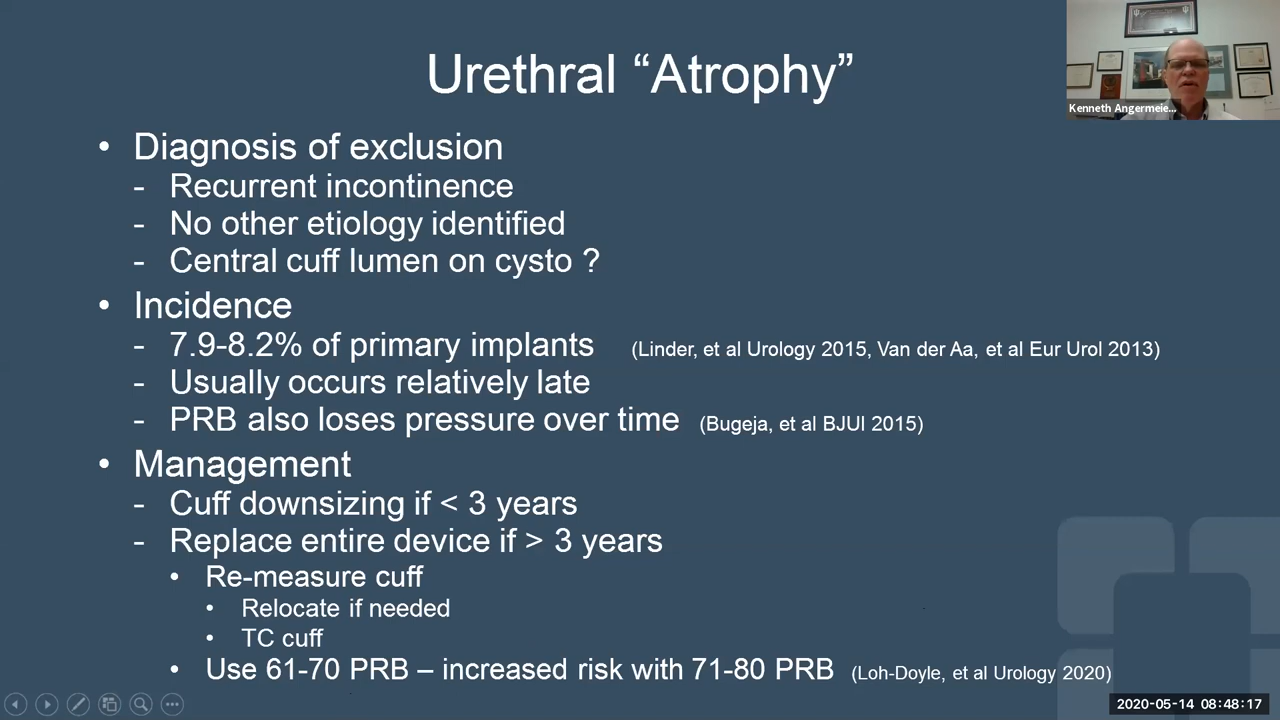 Urethral “Atrophy”
Kenneth Angermeie...
• Diagnosis of exclusion
- Recurrent incontinence
- No other etiology identified
- Central cuff lumen on cysto ?
• Incidence
- 7.9-8.2% of primary implants (Linder, et al Urology 2015, Van der Aa, et al Eur Urol 2013)
- Usually occurs relatively late
- PRB also loses pressure over time (Bugeja, et al BJUI 2015)
• Management
- Cuff downsizing if < 3 years
- Replace entire device if > 3 years
• Re-measure cuff
• Relocate if needed
• TC cuff
• Use 61-70 PRB – increased risk with 71-80 PRB (Loh-Doyle, et al Urology 2020)
2020-05-14 08:48:17